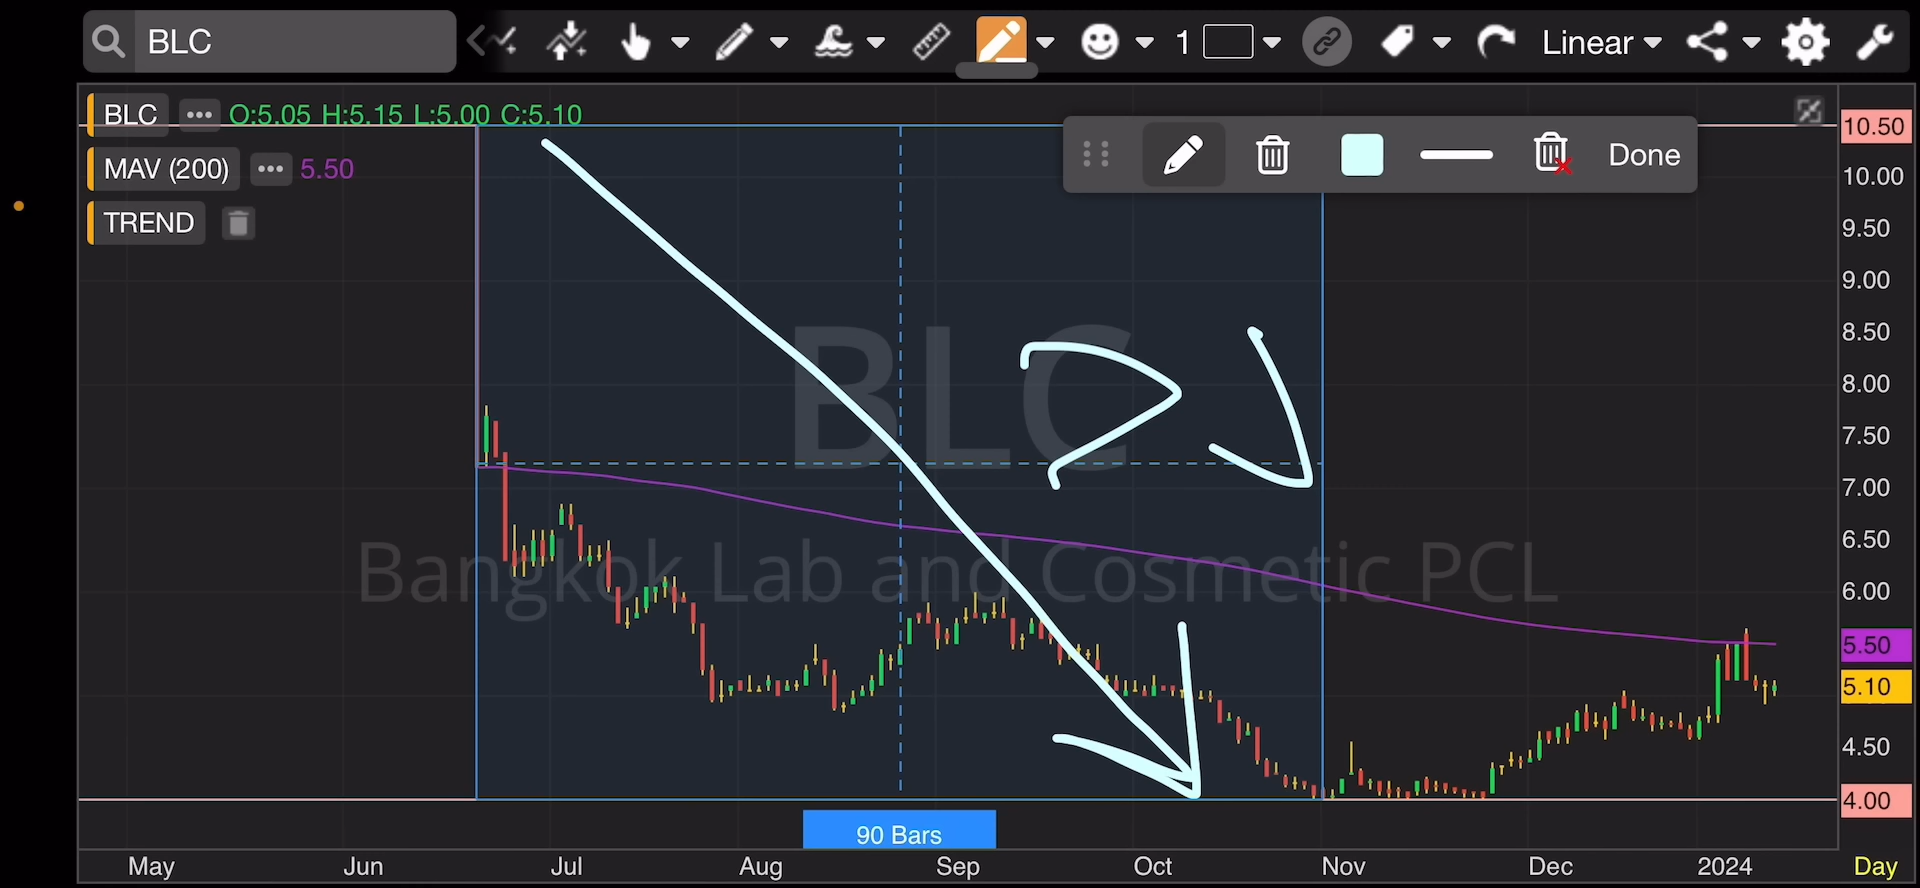 BLC 1 Linear
BLC O:5.05 H:5.15 L:5.00 C:5.10
MAV (200) 5.50
TREND
Done
10.50
10.00
9.50
9.00
8.50
8.00
7.50
7.00
6.50
6.00
5.50
5.10
4.50
4.00
BLC
Bangkok Lab and Cosmetic PCL
90 Bars
May Jun Jul Aug Sep Oct Nov Dec 2024 Day